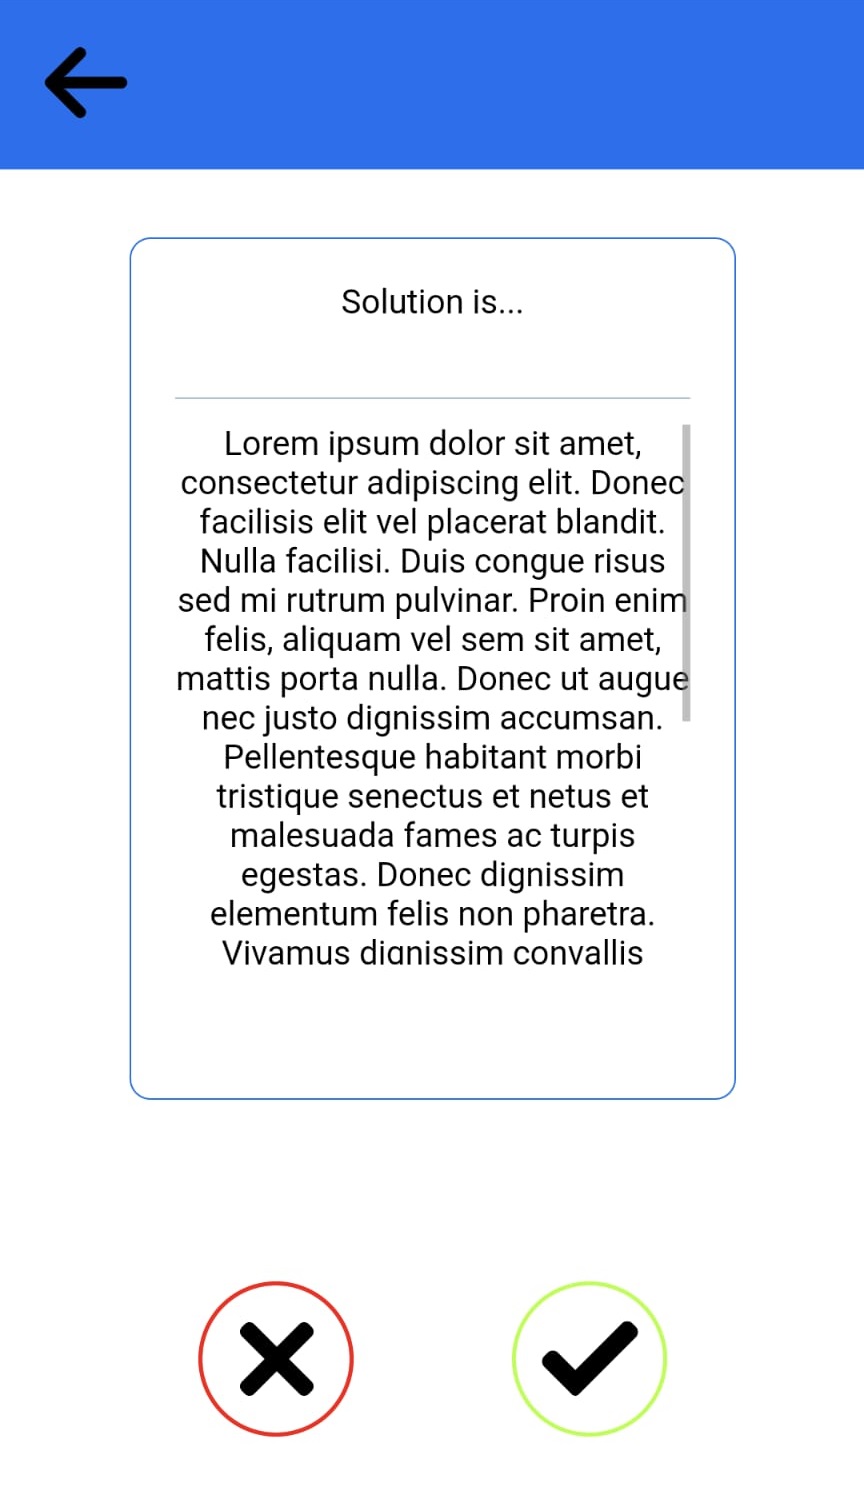 Solution is...
Lorem ipsum dolor sit amet,
consectetur adipiscing elit. Donec
facilisis elit vel placerat blandit.
Nulla facilisi. Duis congue risus
sed mi rutrum pulvinar. Proin enim
felis, aliquam vel sem sit amet,
mattis porta nulla. Donec ut augue
nec justo dignissim accumsan.
Pellentesque habitant morbi
tristique senectus et netus et
malesuada fames ac turpis
egestas. Donec dignissim
elementum felis non pharetra.
Vivamus dignissim convallis